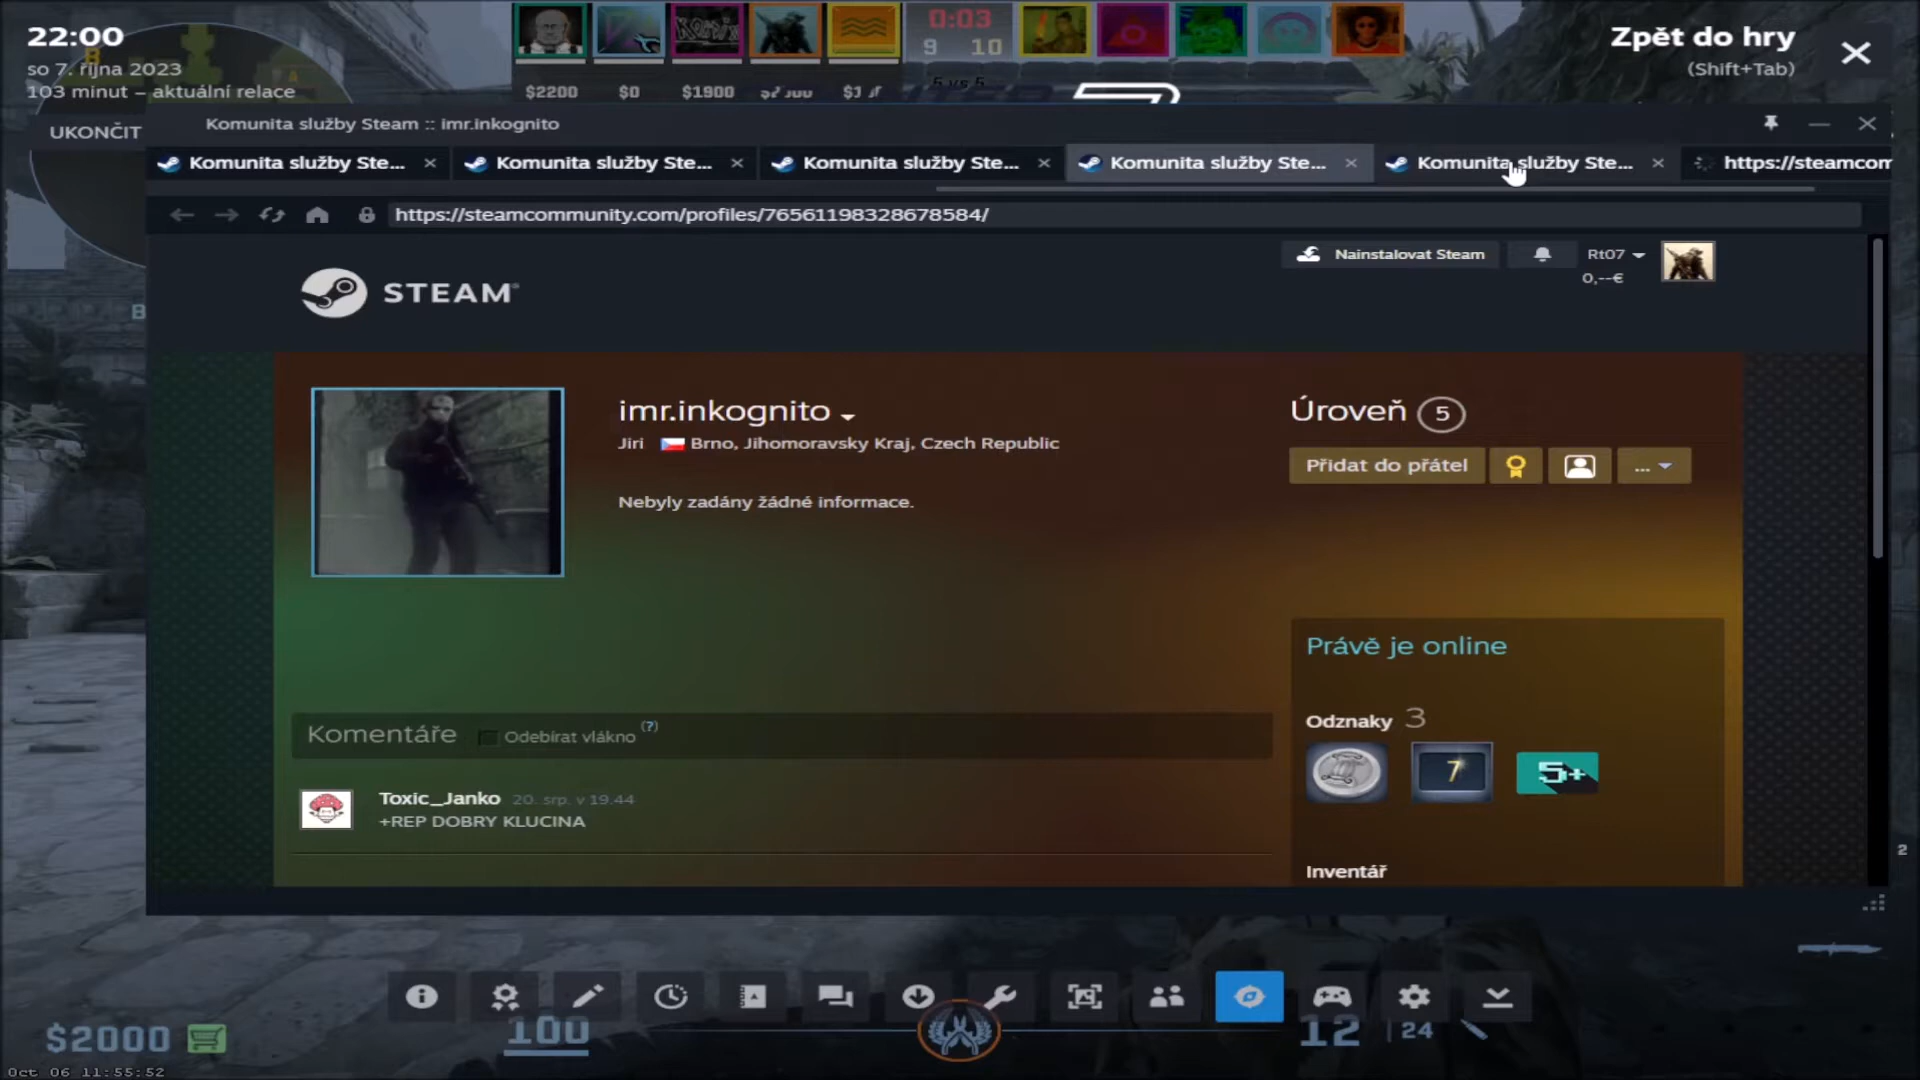 22:00
so 7. října 2023
103 minut – aktuální relace
0:03
9 10
5 vs 5
$2200 $0 $1900
Zpět do hry
(Shift+Tab)
UKONČIT
Komunita služby Steam :: imr.inkognito
Komunita služby Ste... Komunita služby Ste... Komunita služby Ste... Komunita služby Ste... Komunita služby Ste... https://steamcom
https://steamcommunity.com/profiles/76561198328678584/
Nainstalovat Steam
Rt07
0,--€
STEAM®
imr.inkognito
Jiri Brno, Jihomoravsky Kraj, Czech Republic
Nebyly zadány žádné informace.
Úroveň 5
Přidat do přátel
...
Právě je online
Odznaky 3
7
5+
Inventář
Komentáře Odebírat vlákno (?)
Toxic_Janko 20. srp. v 19.44
+REP DOBRY KLUCINA
2
$2000
100
12 | 24
Oct 06 11:55:52